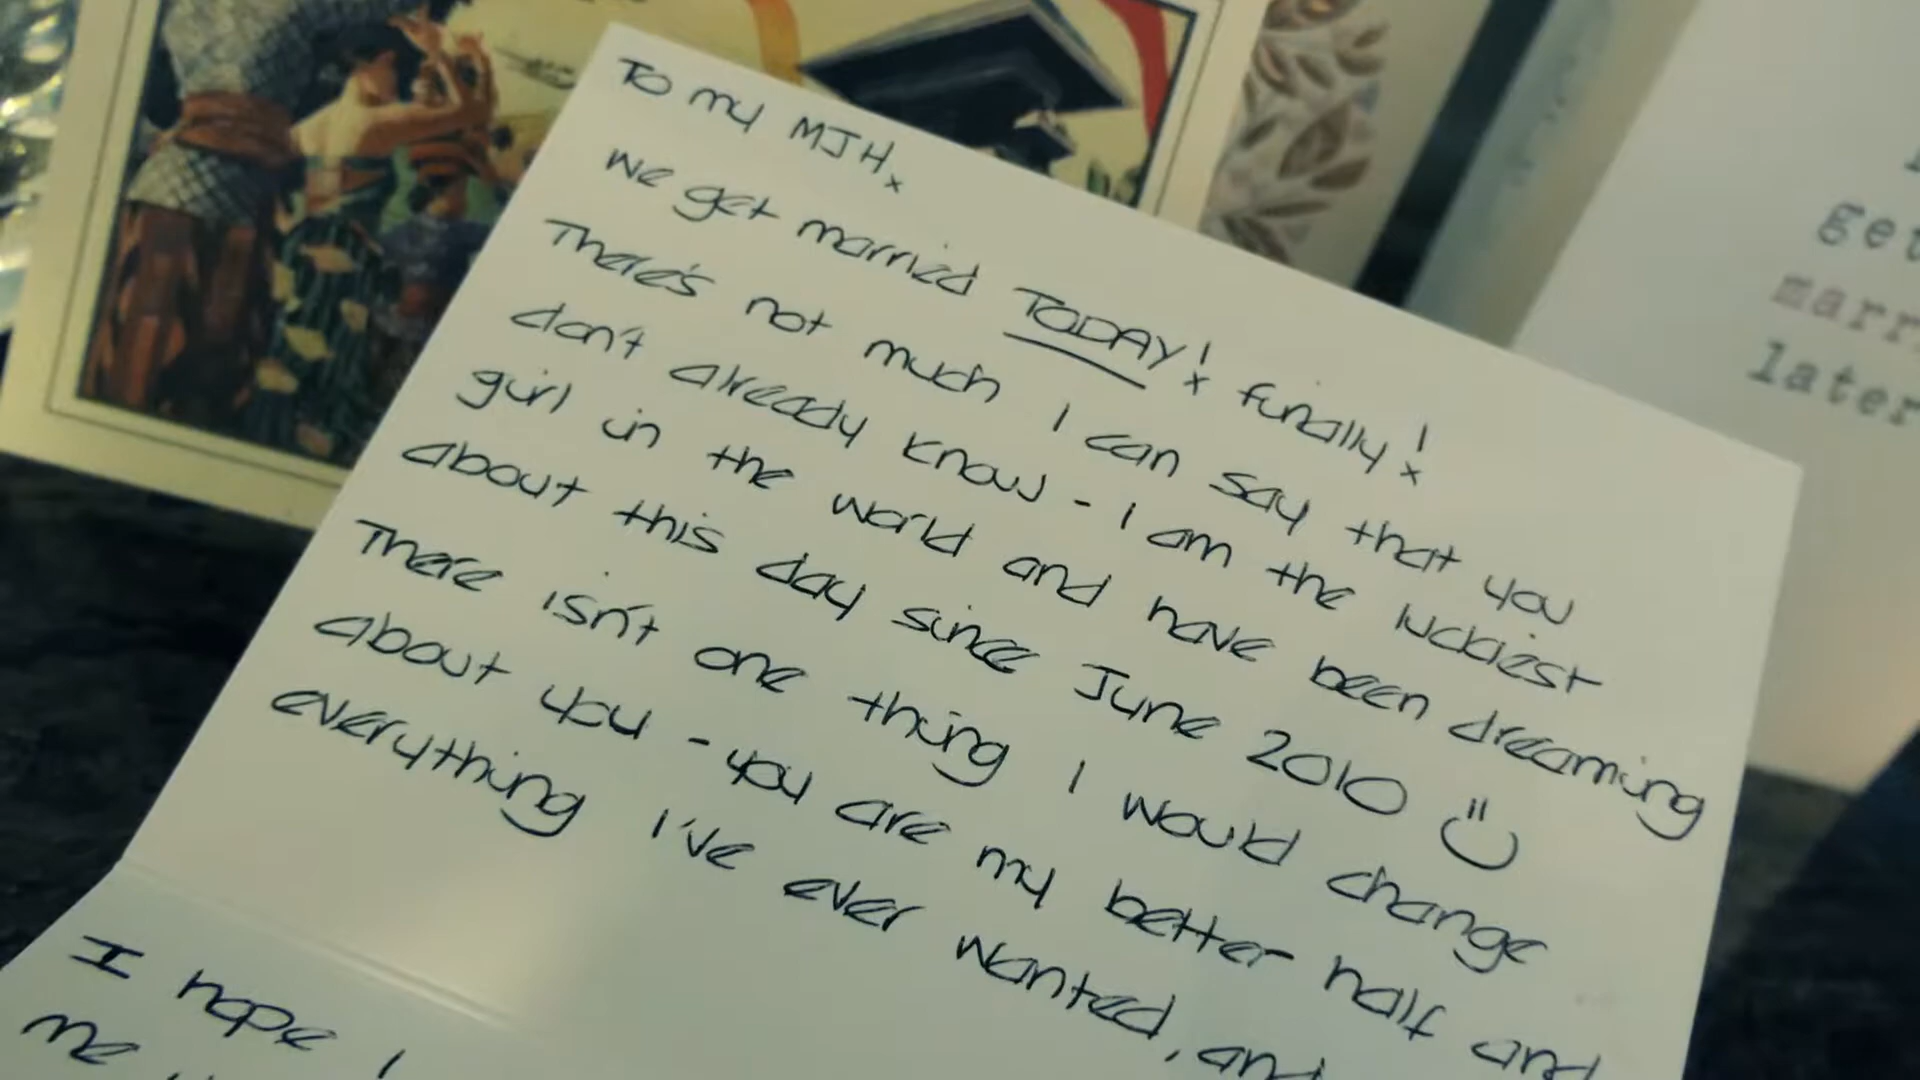 To my MJH x
We get married TODAY! x finally! x
There's not much I can say that you
don't already know - I am the luckiest
girl in the world and have been dreaming
about this day since June 2010
There isn't one thing I would change
about you - you are my better half and
everything I've ever wanted, and
I hope I
me
get
marr
later